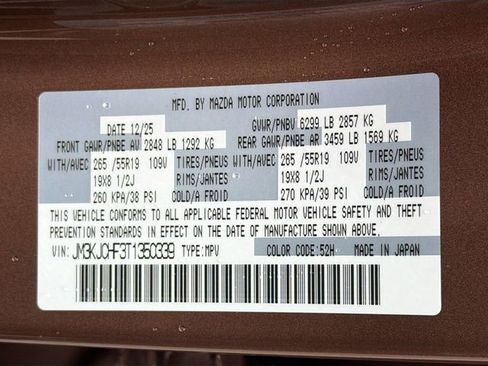 MFD. BY MAZDA MOTOR CORPORATION
DATE 12/25 GVWR/PNBV 6299 LB 2857 KG
FRONT GAWR/PNBE AV 2848 LB 1292 KG REAR GAWR/PNBE AR 3459 LB 1569 KG
WITH/AVEC 265 /55R19 109V TIRES/PNEUS WITH/AVEC 265 /55R19 109V TIRES/PNEUS
19X8 1/2J RIMS/JANTES 19X8 1/2J RIMS/JANTES
260 KPA/38 PSI COLD/A FROID 270 KPA/39 PSI COLD/A FROID
THIS VEHICLE CONFORMS TO ALL APPLICABLE FEDERAL MOTOR VEHICLE SAFETY AND THEFT
PREVENTION STANDARDS IN EFFECT ON THE DATE OF MANUFACTURE SHOWN ABOVE.
VIN: JM3KJCHF3T1350339 TYPE:MPV COLOR CODE:52H MADE IN JAPAN